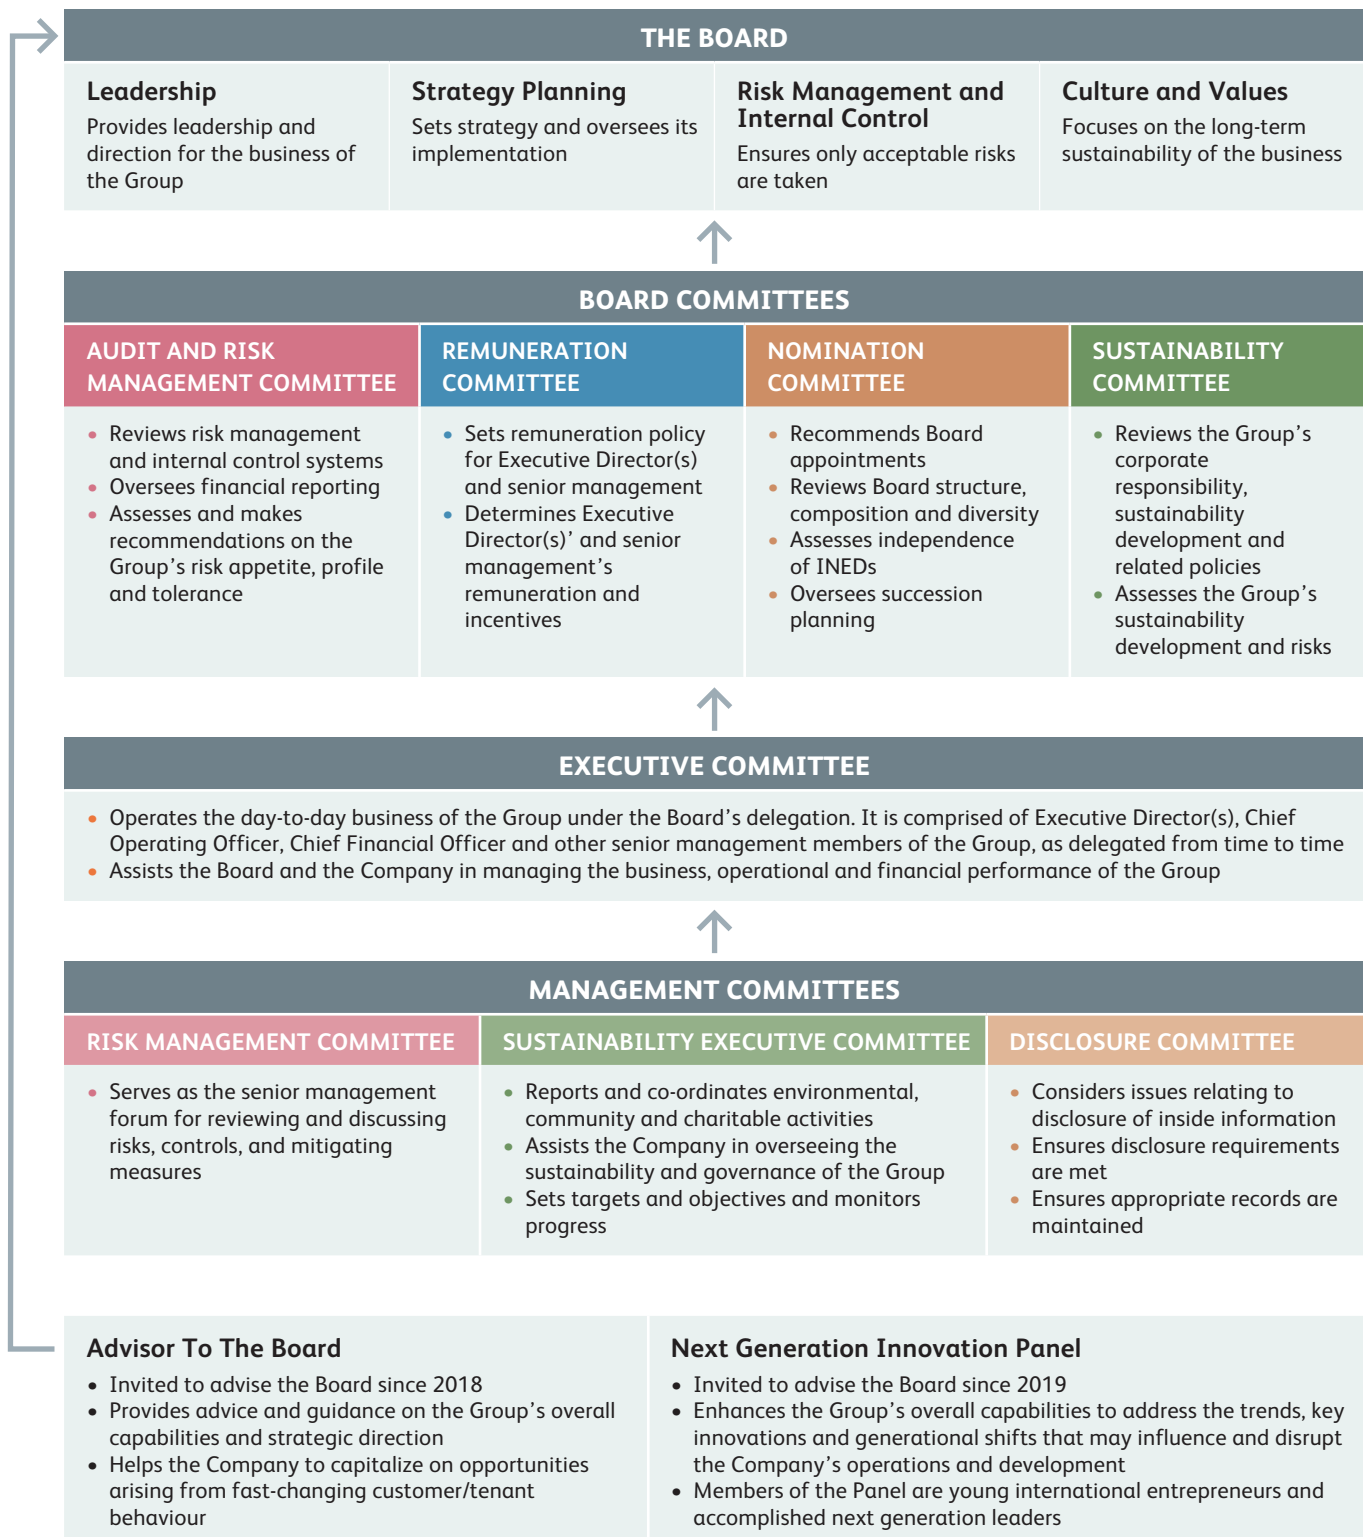 THE BOARD
Leadership
Provides leadership and
direction for the business of
the Group
Strategy Planning
Sets strategy and oversees its
implementation
Risk Management and
Internal Control
Ensures only acceptable risks
are taken
Culture and Values
Focuses on the long-term
sustainability of the business
BOARD COMMITTEES
AUDIT AND RISK
MANAGEMENT COMMITTEE
• Reviews risk management
and internal control systems
• Oversees financial reporting
• Assesses and makes
recommendations on the
Group's risk appetite, profile
and tolerance
REMUNERATION
COMMITTEE
• Sets remuneration policy
for Executive Director(s)
and senior management
• Determines Executive
Director(s)' and senior
management's
remuneration and
incentives
NOMINATION
COMMITTEE
• Recommends Board
appointments
• Reviews Board structure,
composition and diversity
• Assesses independence
of INEDs
• Oversees succession
planning
SUSTAINABILITY
COMMITTEE
• Reviews the Group's
corporate
responsibility,
sustainability
development and
related policies
• Assesses the Group's
sustainability
development and risks
EXECUTIVE COMMITTEE
• Operates the day-to-day business of the Group under the Board's delegation. It is comprised of Executive Director(s), Chief
Operating Officer, Chief Financial Officer and other senior management members of the Group, as delegated from time to time
• Assists the Board and the Company in managing the business, operational and financial performance of the Group
MANAGEMENT COMMITTEES
RISK MANAGEMENT COMMITTEE
• Serves as the senior management
forum for reviewing and discussing
risks, controls, and mitigating
measures
SUSTAINABILITY EXECUTIVE COMMITTEE
• Reports and co-ordinates environmental,
community and charitable activities
• Assists the Company in overseeing the
sustainability and governance of the Group
• Sets targets and objectives and monitors
progress
DISCLOSURE COMMITTEE
• Considers issues relating to
disclosure of inside information
• Ensures disclosure requirements
are met
• Ensures appropriate records are
maintained
Advisor To The Board
• Invited to advise the Board since 2018
• Provides advice and guidance on the Group's overall
capabilities and strategic direction
• Helps the Company to capitalize on opportunities
arising from fast-changing customer/tenant
behaviour
Next Generation Innovation Panel
• Invited to advise the Board since 2019
• Enhances the Group's overall capabilities to address the trends, key
innovations and generational shifts that may influence and disrupt
the Company's operations and development
• Members of the Panel are young international entrepreneurs and
accomplished next generation leaders